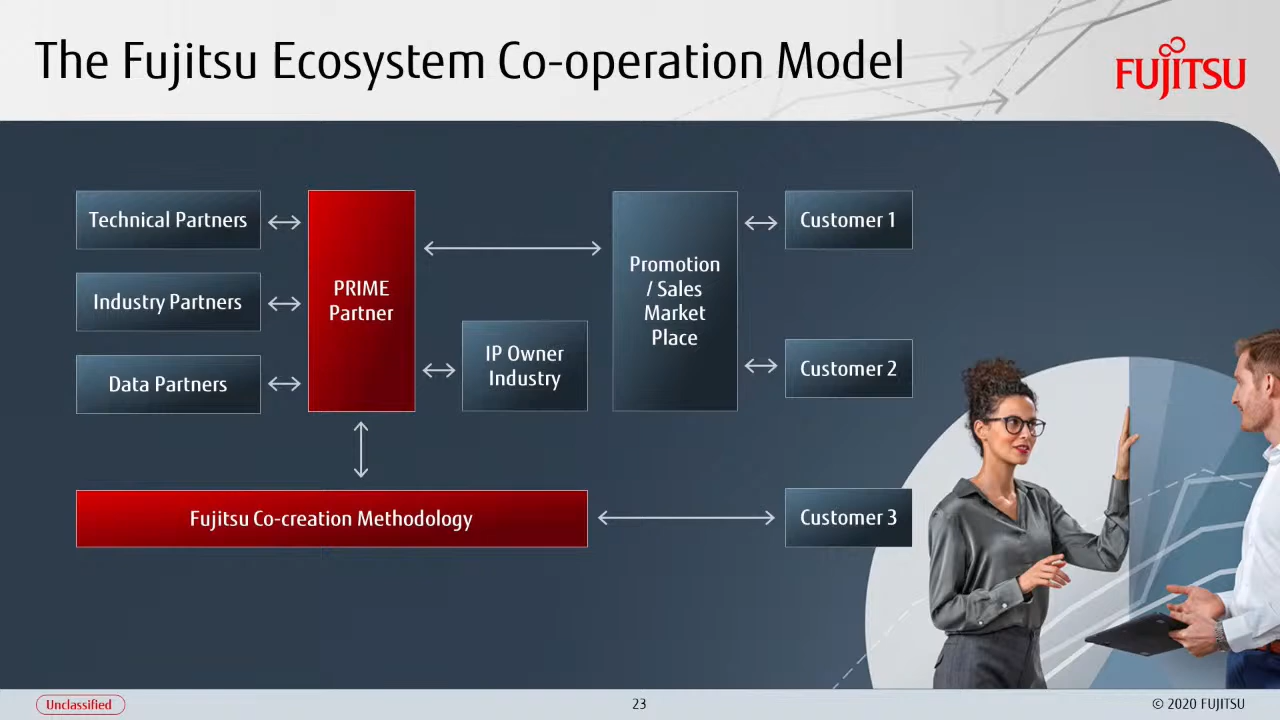 The Fujitsu Ecosystem Co-operation Model
FUJITSU
Technical Partners
Industry Partners
Data Partners
PRIME
Partner
IP Owner
Industry
Promotion
/ Sales
Market
Place
Customer 1
Customer 2
Customer 3
Fujitsu Co-creation Methodology
Unclassified
23
© 2020 FUJITSU